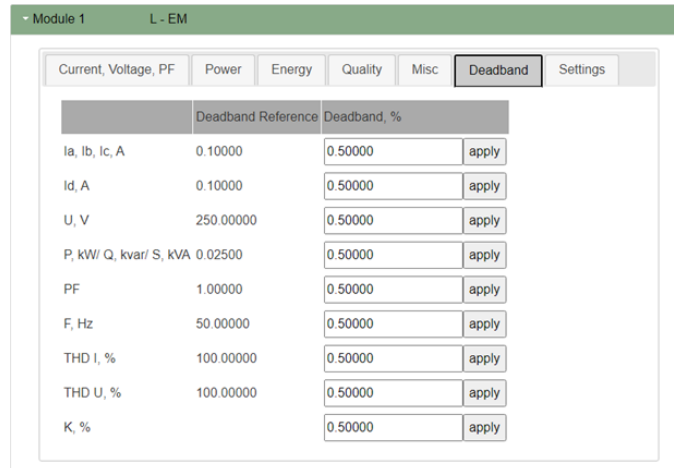 Module 1 L - EM
Current, Voltage, PF Power Energy Quality Misc Deadband Settings
Deadband Reference Deadband, %
Ia, Ib, Ic, A 0.10000 0.50000 apply
Id, A 0.10000 0.50000 apply
U, V 250.00000 0.50000 apply
P, kW/ Q, kvar/ S, kVA 0.02500 0.50000 apply
PF 1.00000 0.50000 apply
F, Hz 50.00000 0.50000 apply
THD I, % 100.00000 0.50000 apply
THD U, % 100.00000 0.50000 apply
K, % 0.50000 apply